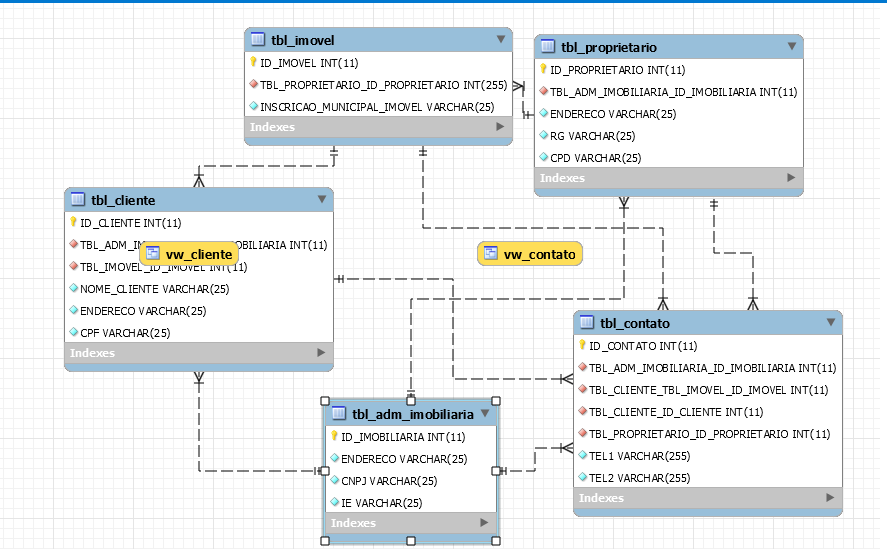 tbl_imovel
ID_IMOVEL INT(11)
TBL_PROPRIETARIO_ID_PROPRIETARIO INT(255)
INSCRICAO_MUNICIPAL_IMOVEL VARCHAR(25)
Indexes
tbl_proprietario
ID_PROPRIETARIO INT(11)
TBL_ADM_IMOBILIARIA_ID_IMOBILIARIA INT(11)
ENDERECO VARCHAR(25)
RG VARCHAR(25)
CPD VARCHAR(25)
Indexes
tbl_cliente
ID_CLIENTE INT(11)
TBL_ADM_IM OBILIARIA INT(11)
TBL_IMOVEL_ID_IMOVEL INT(11)
NOME_CLIENTE VARCHAR(25)
ENDERECO VARCHAR(25)
CPF VARCHAR(25)
Indexes
vw_cliente
vw_contato
tbl_contato
ID_CONTATO INT(11)
TBL_ADM_IMOBILIARIA_ID_IMOBILIARIA INT(11)
TBL_CLIENTE_TBL_IMOVEL_ID_IMOVEL INT(11)
TBL_CLIENTE_ID_CLIENTE INT(11)
TBL_PROPRIETARIO_ID_PROPRIETARIO INT(11)
TEL1 VARCHAR(255)
TEL2 VARCHAR(255)
Indexes
tbl_adm_imobiliaria
ID_IMOBILIARIA INT(11)
ENDERECO VARCHAR(25)
CNPJ VARCHAR(25)
IE VARCHAR(25)
Indexes